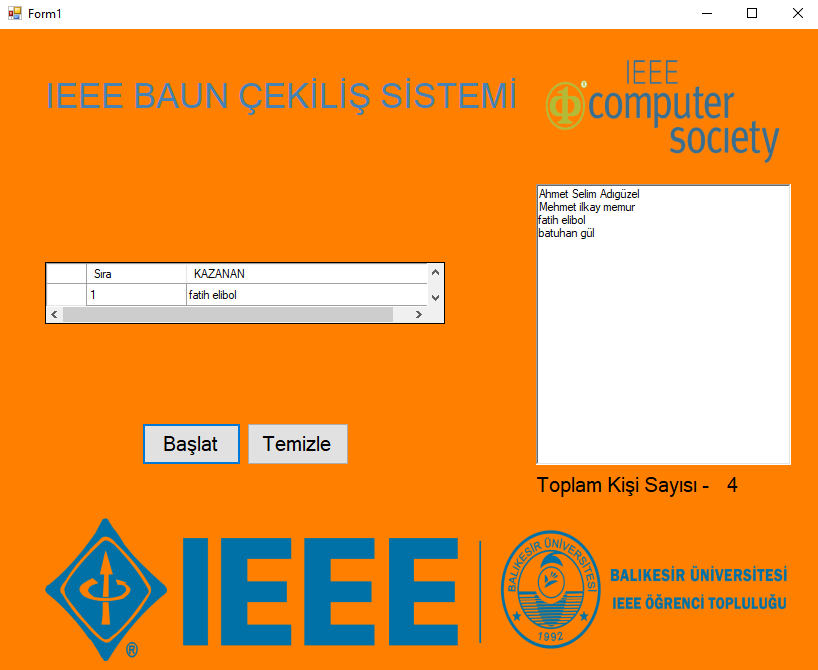 Form1
IEEE BAUN ÇEKİLİŞ SİSTEMİ
IEEE
computer
society
Ahmet Selim Adıgüzel
Mehmet ilkay memur
fatih elibol
batuhan gül
Sıra KAZANAN
1 fatih elibol
Başlat Temizle
Toplam Kişi Sayısı - 4
IEEE
®
BALIKESİR ÜNİVERSİTESİ
1992
BALIKESİR ÜNİVERSİTESİ
IEEE ÖĞRENCİ TOPLULUĞU